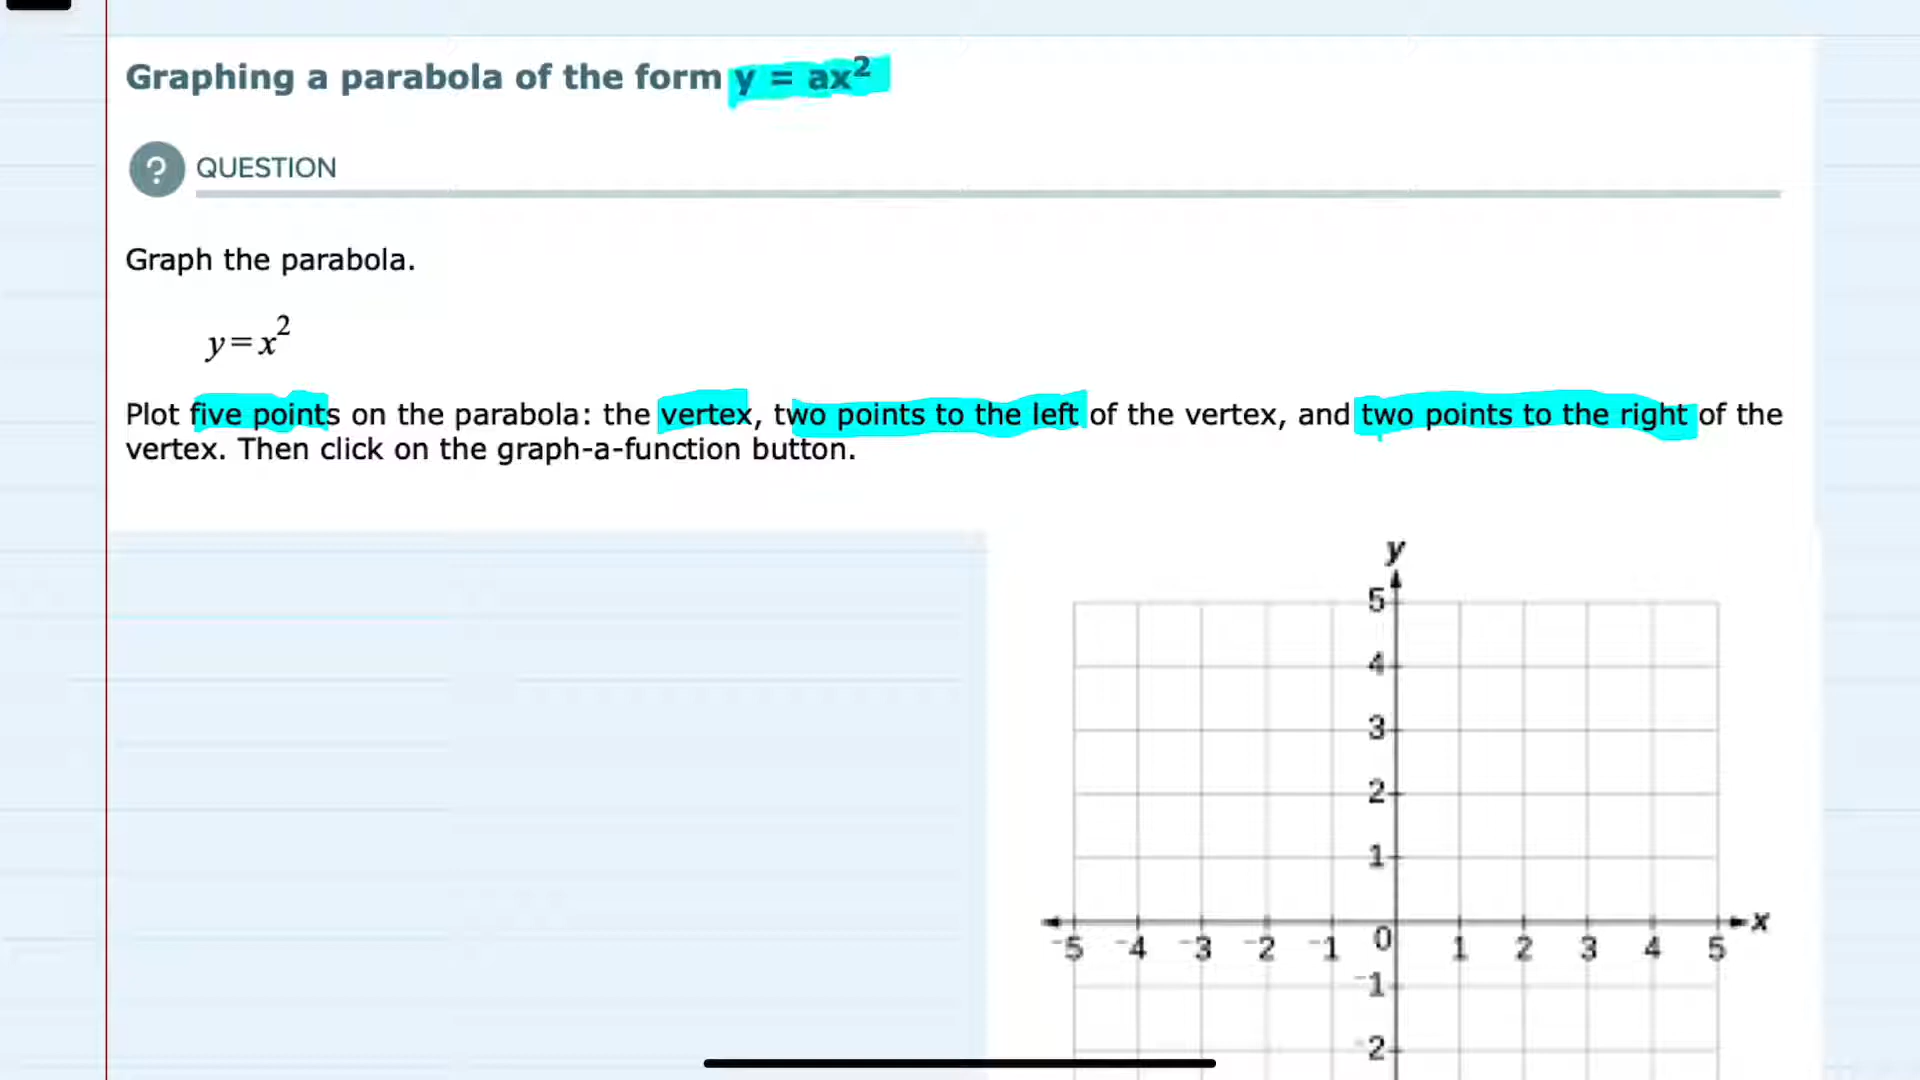 Graphing a parabola of the form y = ax²
? QUESTION
Graph the parabola.
y=x²
Plot five points on the parabola: the vertex, two points to the left of the vertex, and two points to the right of the
vertex. Then click on the graph-a-function button.
y
5
4
3
2
1
x
-5 -4 -3 -2 -1 0 1 2 3 4 5
-1
-2